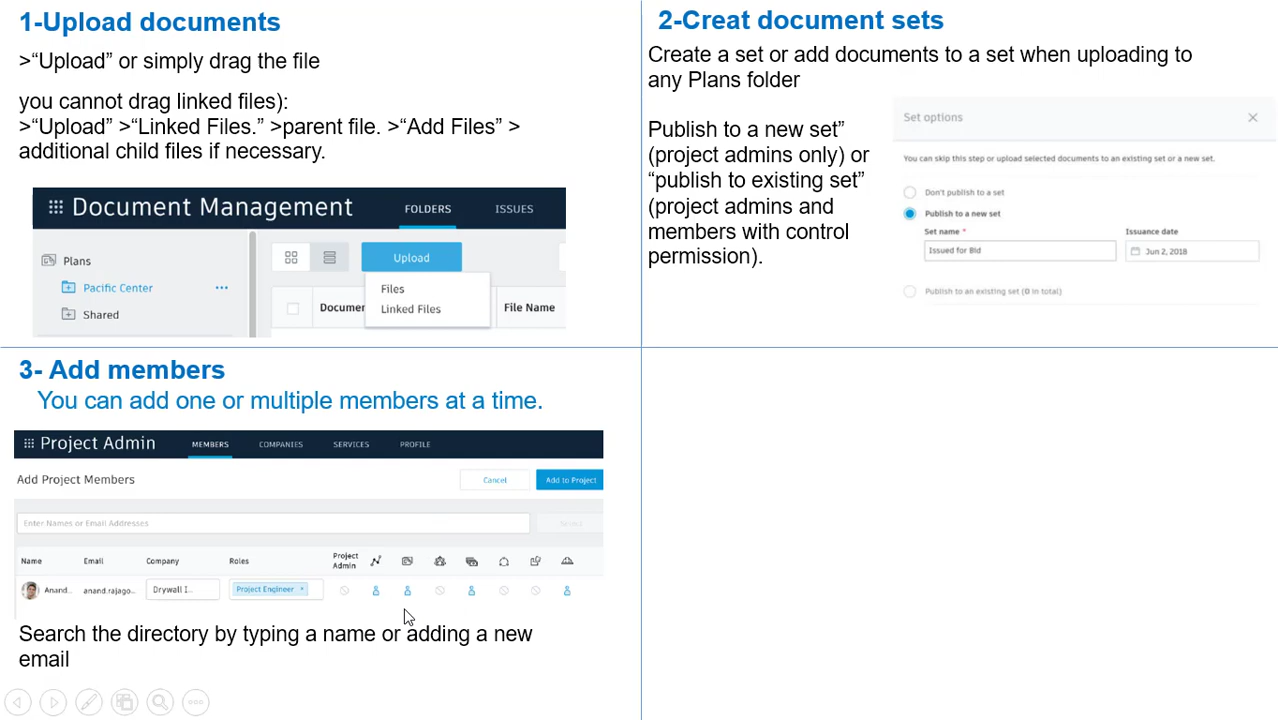 1-Upload documents
>“Upload” or simply drag the file
you cannot drag linked files):
>“Upload” >“Linked Files.” >parent file. >“Add Files” >
additional child files if necessary.
Document Management
FOLDERS
ISSUES
Plans
Pacific Center
Shared
Upload
Files
Linked Files
Documen
File Name
2-Creat document sets
Create a set or add documents to a set when uploading to
any Plans folder
Publish to a new set”
(project admins only) or
“publish to existing set”
(project admins and
members with control
permission).
Set options
You can skip this step or upload selected documents to an existing set or a new set.
Don't publish to a set
Publish to a new set
Set name *
Issuance date
Issued for Bid
Jun 2, 2018
Publish to an existing set (0 in total)
3- Add members
You can add one or multiple members at a time.
Project Admin
MEMBERS
COMPANIES
SERVICES
PROFILE
Add Project Members
Cancel
Add to Project
Enter Names or Email Addresses
Name
Email
Company
Roles
Project
Admin
Anand..
anand.rajago..
Drywall I...
Project Engineer
Search the directory by typing a name or adding a new
email